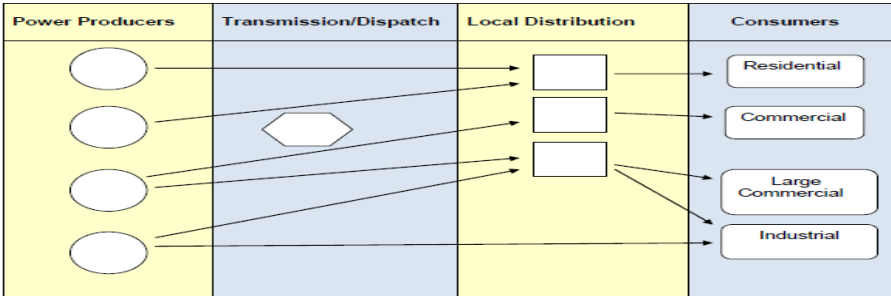 Power Producers
Transmission/Dispatch
Local Distribution
Consumers
Residential
Commercial
Large
Commercial
Industrial